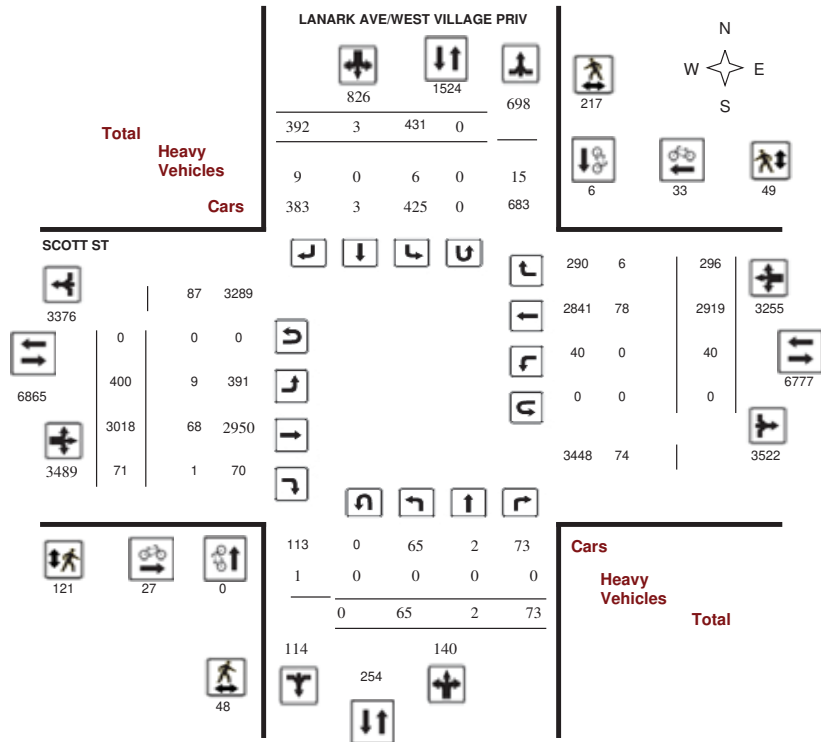 LANARK AVE/WEST VILLAGE PRIV
N
W E
S
826 1524 698 217
Total 392 3 431 0
Heavy
Vehicles 9 0 6 0 15
6 33 49
Cars 383 3 425 0 683
SCOTT ST
290 6 296
3376 87 3289
2841 78 2919 3255
0 0 0
40 0 40
6865 400 9 391
0 0 0 6777
3018 68 2950
3489 71 1 70
3448 74 3522
113 0 65 2 73 Cars
121 27 0
1 0 0 0 0 Heavy
Vehicles
0 65 2 73 Total
114 254 140
48